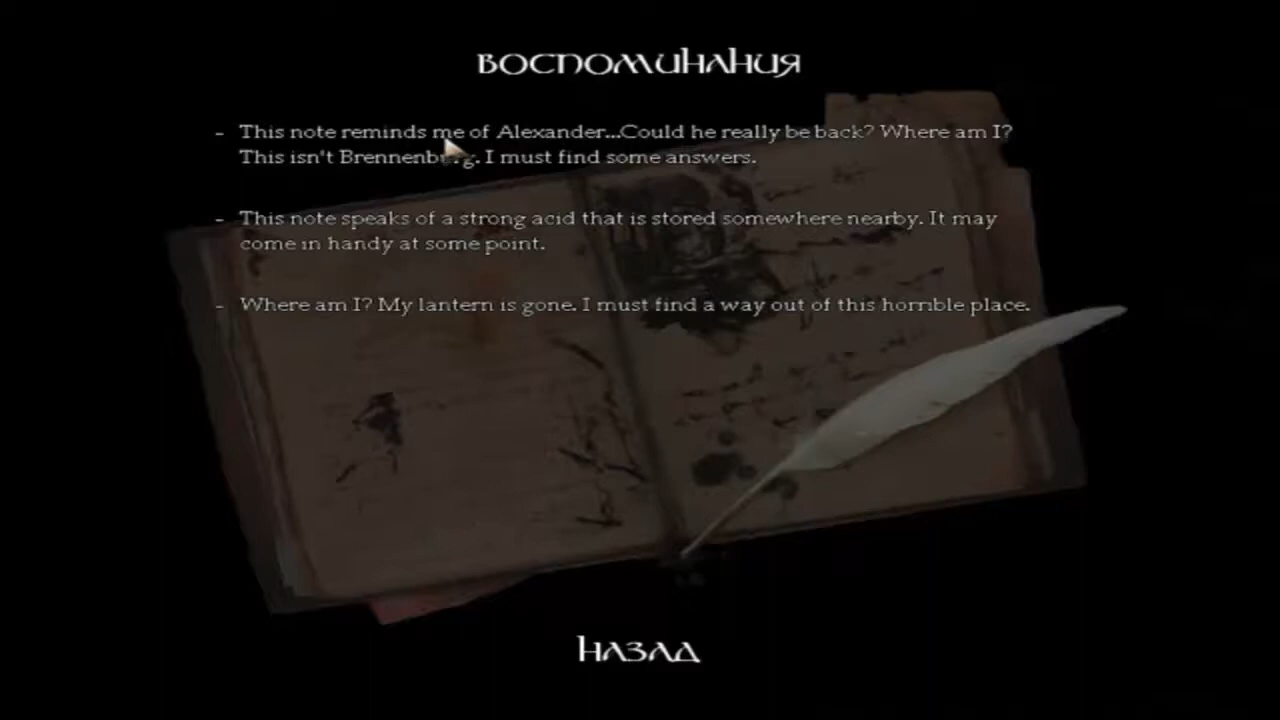 воспоминания
- This note reminds me of Alexander...Could he really be back? Where am I?
This isn't Brennenburg. I must find some answers.
- This note speaks of a strong acid that is stored somewhere nearby. It may
come in handy at some point.
- Where am I? My lantern is gone. I must find a way out of this horrible place.
назад